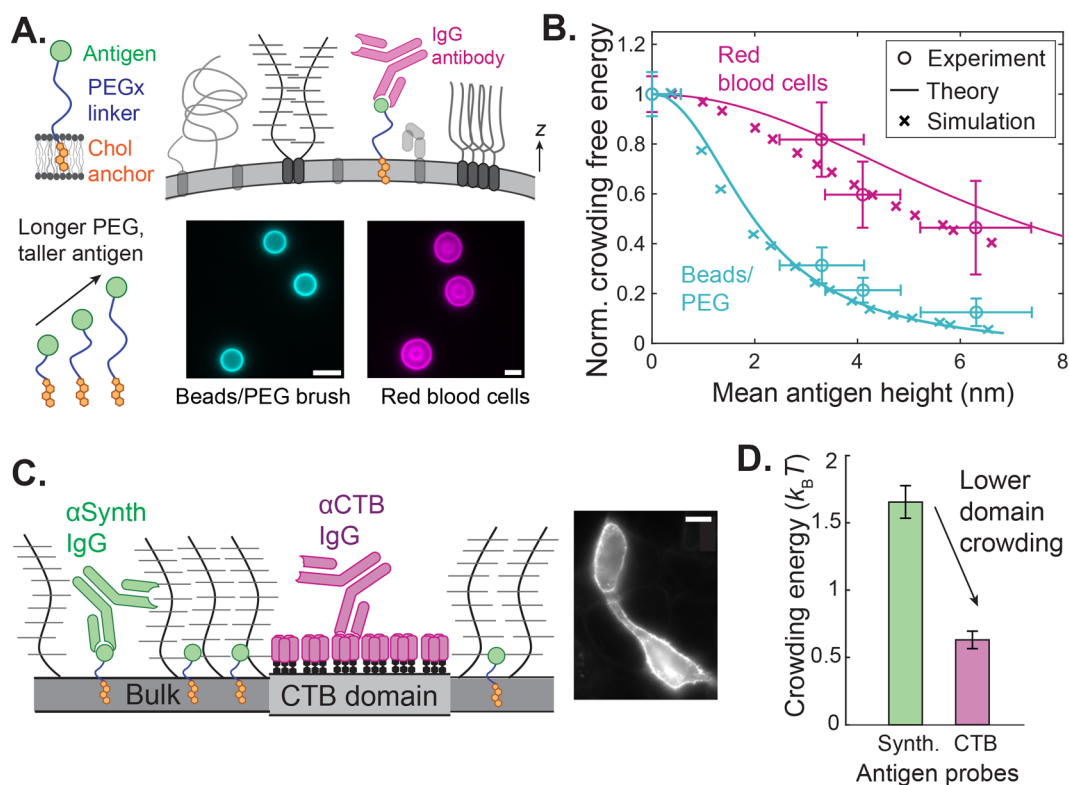 A.
Antigen
PEGx
linker
Chol
anchor
IgG
antibody
z
Longer PEG,
taller antigen
Beads/PEG brush
Red blood cells
B.
Norm. crowding free energy
1.2
1
0.8
0.6
0.4
0.2
0
0
2
4
6
8
Mean antigen height (nm)
Red
blood cells
Beads/
PEG
Experiment
Theory
Simulation
C.
αSynth
IgG
αCTB
IgG
Bulk
CTB domain
D.
Crowding energy (kBT)
2
1.5
1
0.5
0
Lower
domain
crowding
Synth.
CTB
Antigen probes